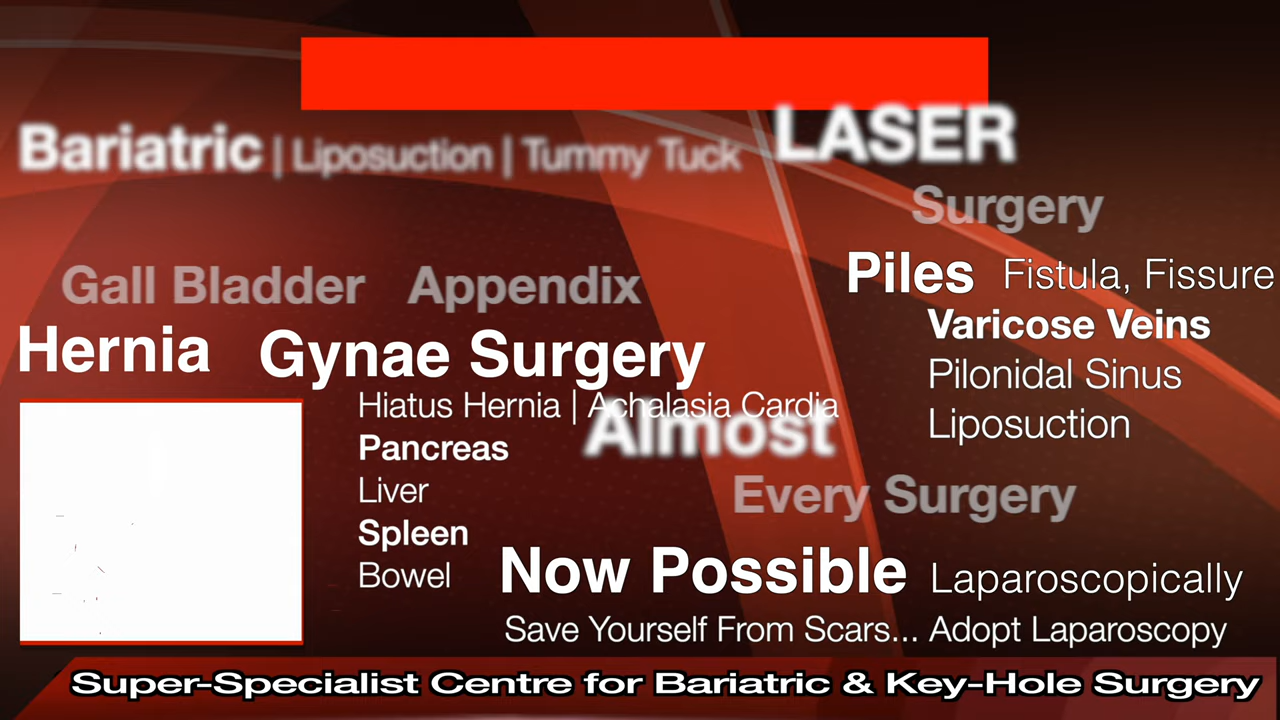 Bariatric | Liposuction | Tummy Tuck
LASER
Surgery
Piles Fistula, Fissure
Varicose Veins
Pilonidal Sinus
Liposuction
Gall Bladder Appendix
Hernia Gynae Surgery
Hiatus Hernia | Achalasia Cardia
Pancreas
Liver
Spleen
Bowel
Almost
Every Surgery
Now Possible Laparoscopically
Save Yourself From Scars... Adopt Laparoscopy
Super-Specialist Centre for Bariatric & Key-Hole Surgery